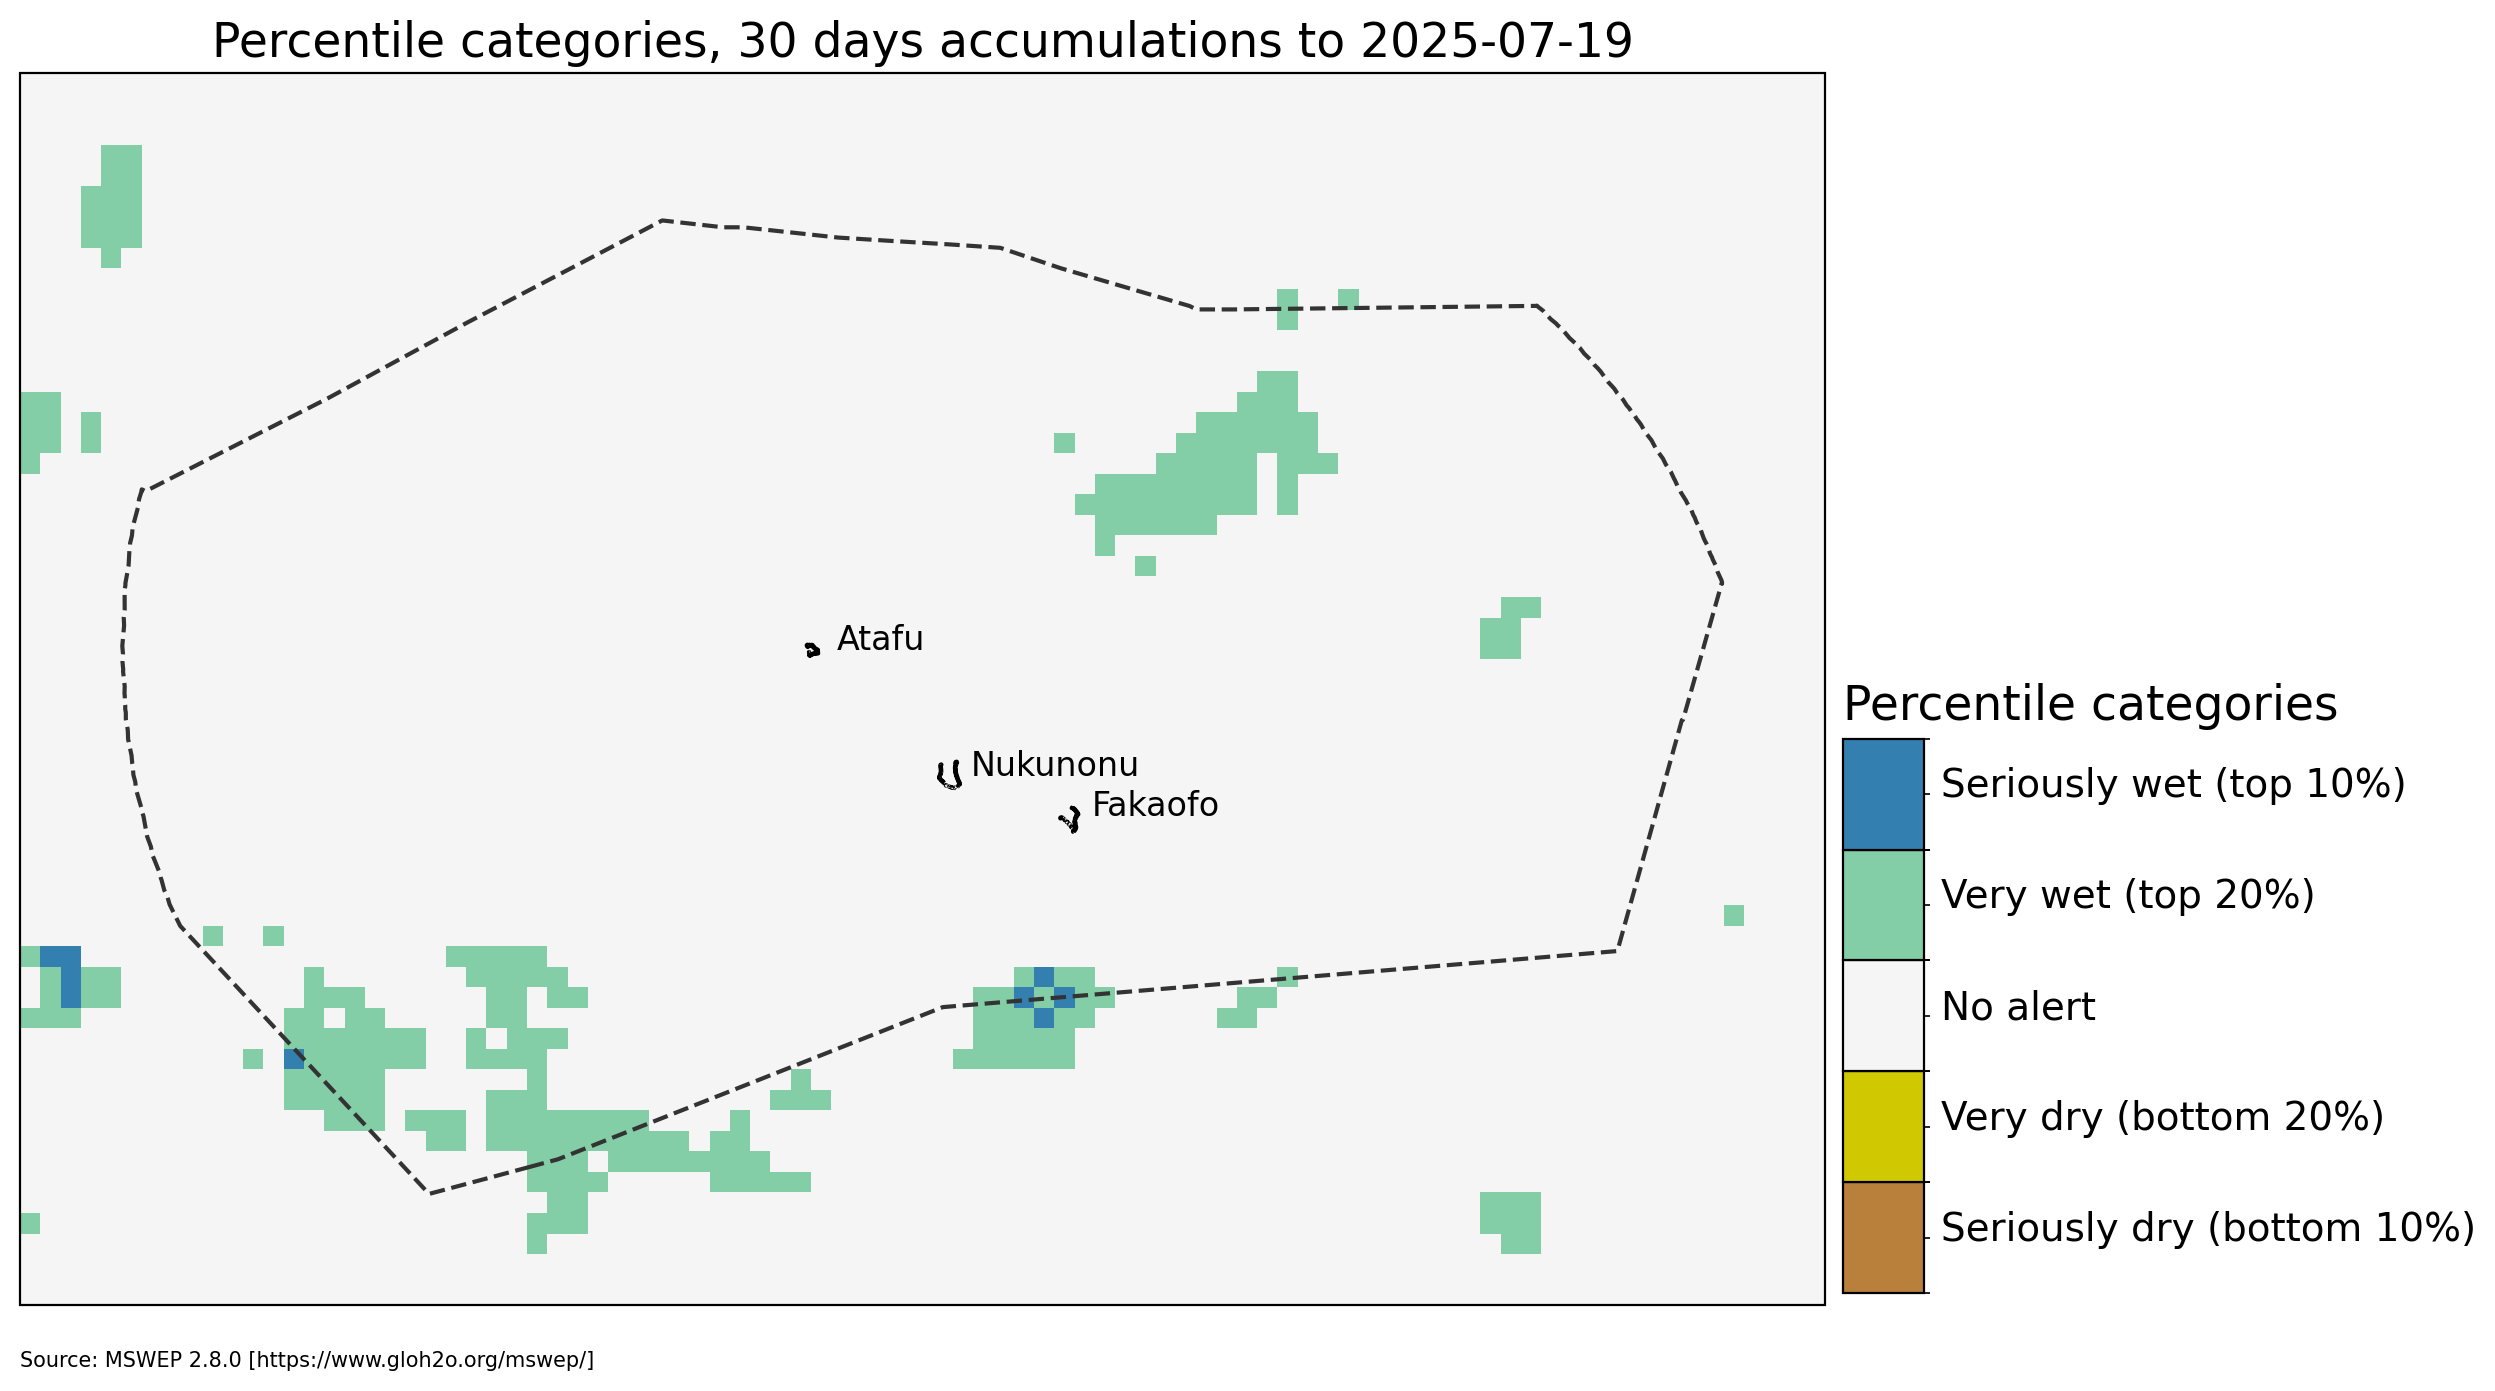 Percentile categories, 30 days accumulations to 2025-07-19
Atafu
Nukunonu
Fakaofo
Percentile categories
Seriously wet (top 10%)
Very wet (top 20%)
No alert
Very dry (bottom 20%)
Seriously dry (bottom 10%)
Source: MSWEP 2.8.0 [https://www.gloh2o.org/mswep/]